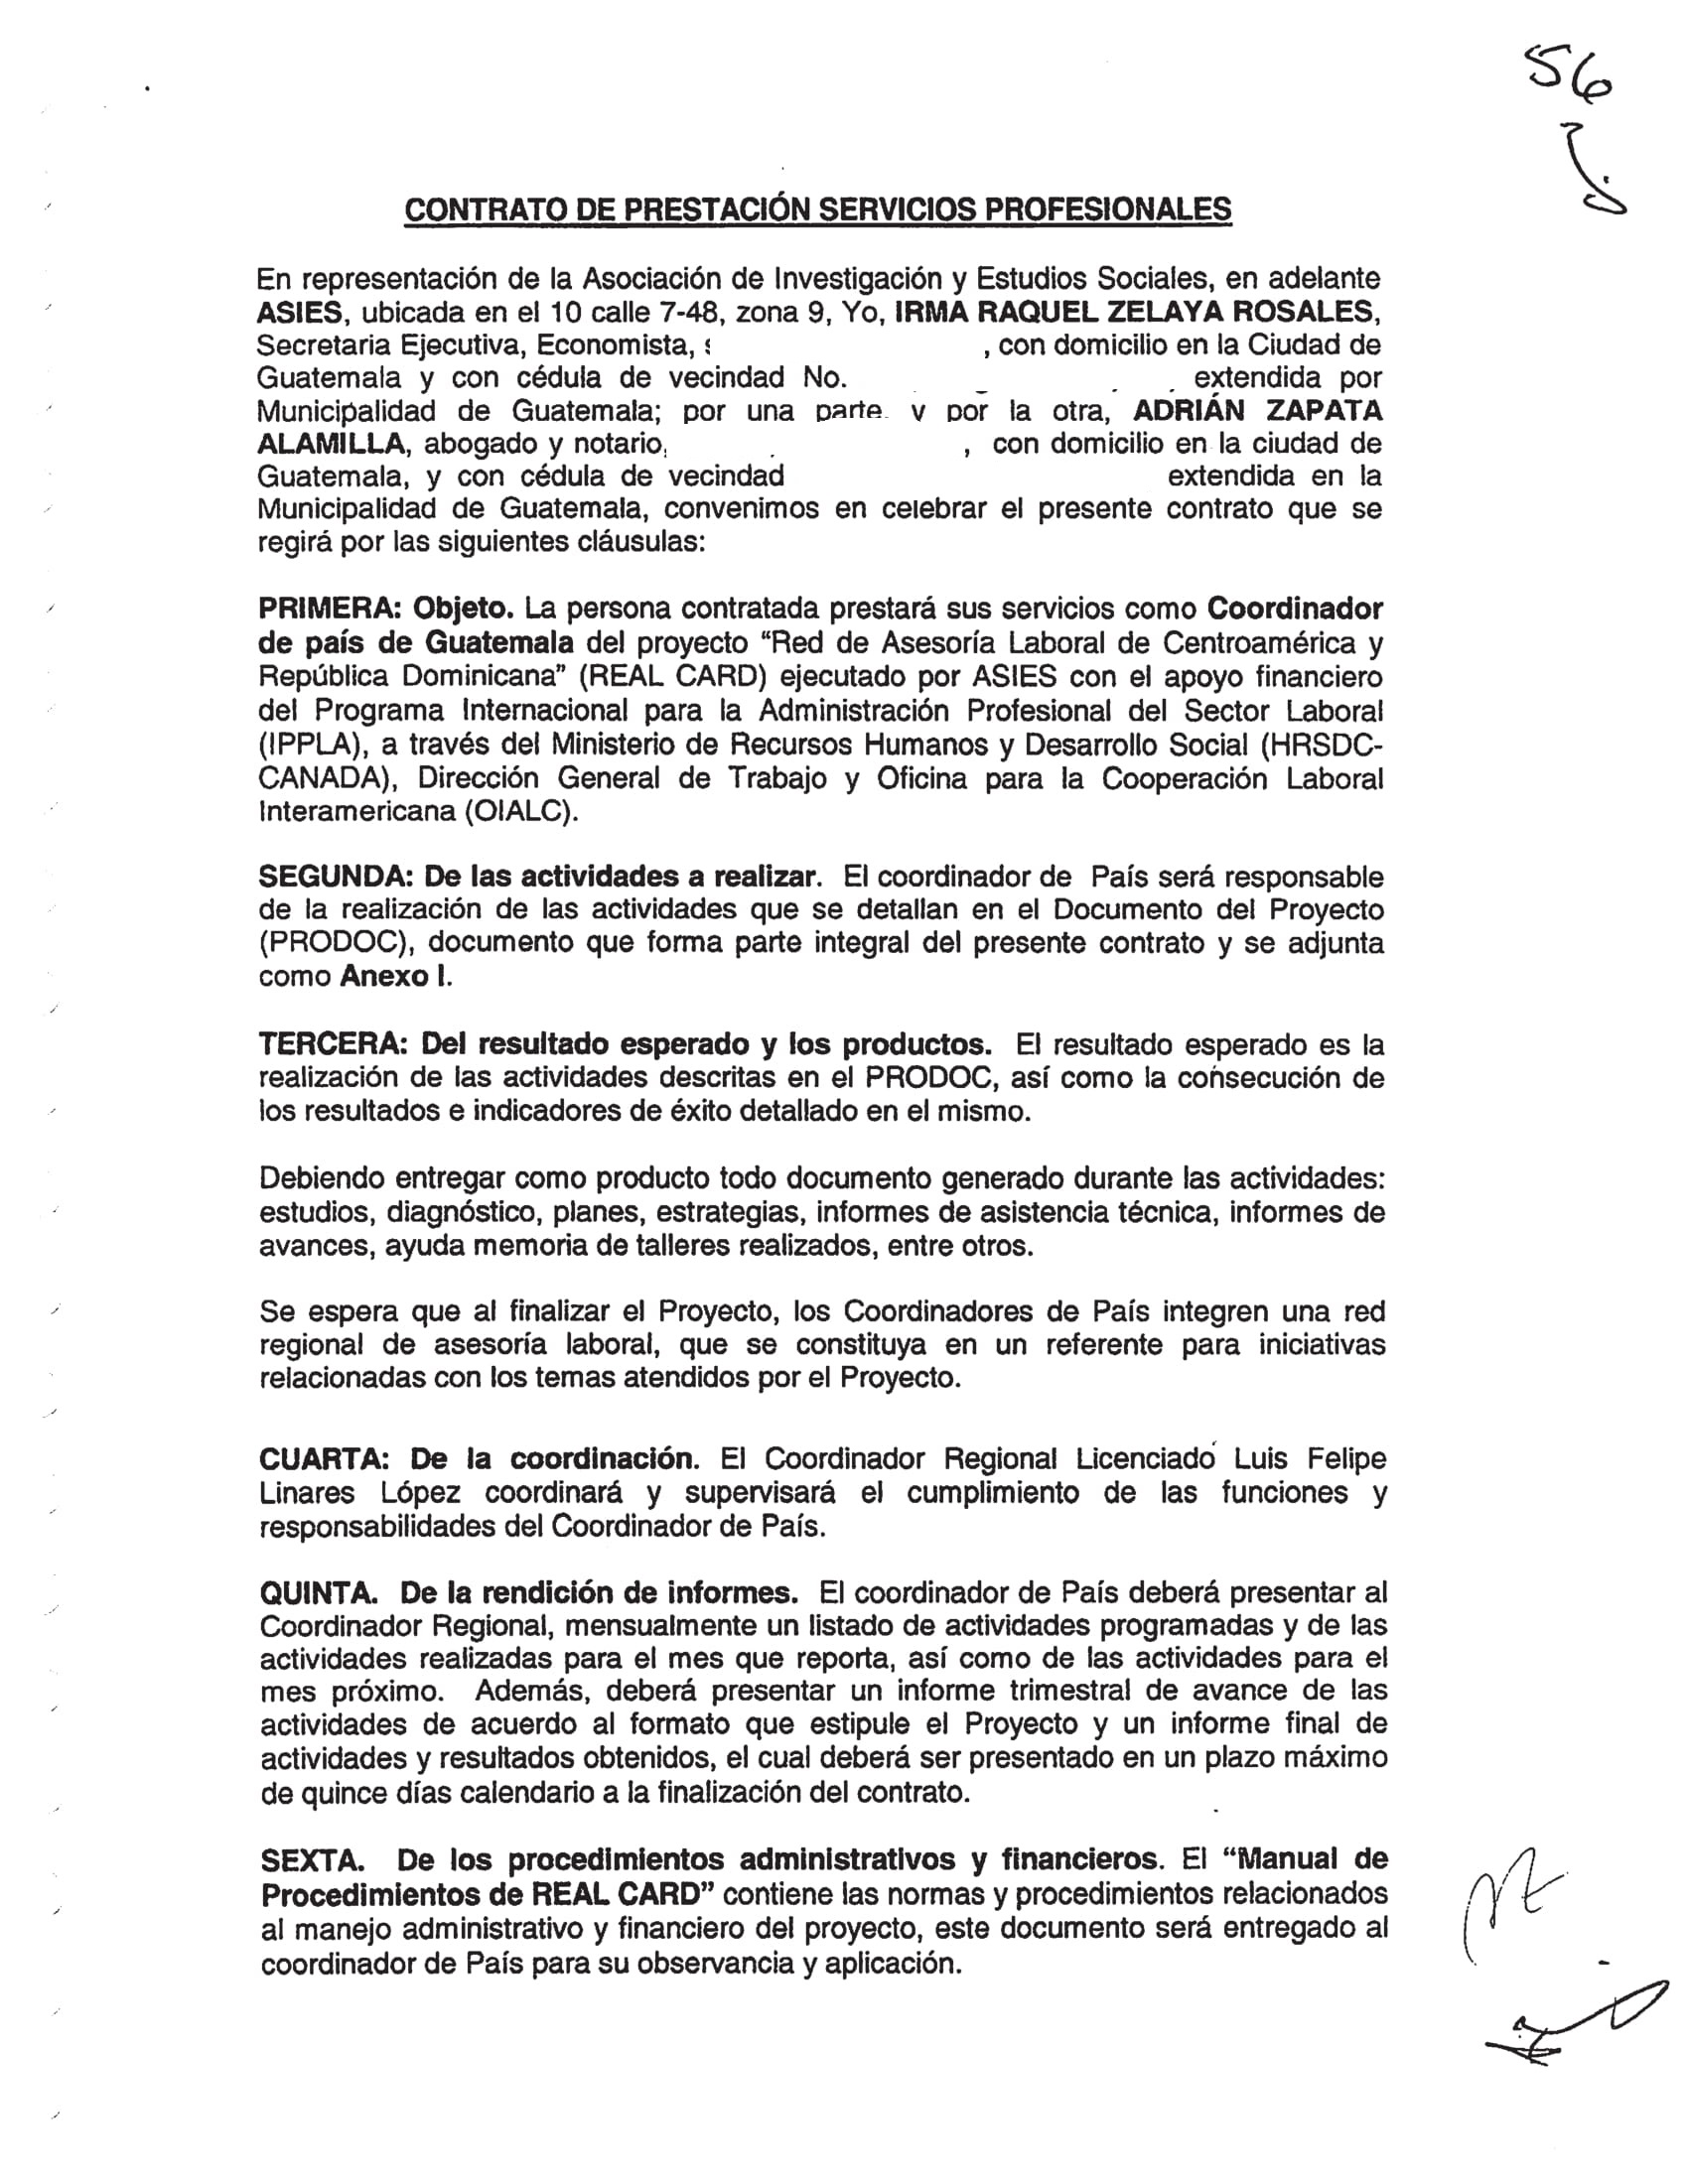 56
CONTRATO DE PRESTACIÓN SERVICIOS PROFESIONALES
En representación de la Asociación de Investigación y Estudios Sociales, en adelante
ASIES, ubicada en el 10 calle 7-48, zona 9, Yo, IRMA RAQUEL ZELAYA ROSALES,
Secretaria Ejecutiva, Economista, , con domicilio en la Ciudad de
Guatemala y con cédula de vecindad No. extendida por
Municipalidad de Guatemala; por una parte y por la otra, ADRIÁN ZAPATA
ALAMILLA, abogado y notario, , con domicilio en la ciudad de
Guatemala, y con cédula de vecindad extendida en la
Municipalidad de Guatemala, convenimos en celebrar el presente contrato que se
regirá por las siguientes cláusulas:
PRIMERA: Objeto. La persona contratada prestará sus servicios como Coordinador
de país de Guatemala del proyecto “Red de Asesoría Laboral de Centroamérica y
República Dominicana” (REAL CARD) ejecutado por ASIES con el apoyo financiero
del Programa Internacional para la Administración Profesional del Sector Laboral
(IPPLA), a través del Ministerio de Recursos Humanos y Desarrollo Social (HRSDC-
CANADA), Dirección General de Trabajo y Oficina para la Cooperación Laboral
Interamericana (OIALC).
SEGUNDA: De las actividades a realizar. El coordinador de País será responsable
de la realización de las actividades que se detallan en el Documento del Proyecto
(PRODOC), documento que forma parte integral del presente contrato y se adjunta
como Anexo I.
TERCERA: Del resultado esperado y los productos. El resultado esperado es la
realización de las actividades descritas en el PRODOC, así como la consecución de
los resultados e indicadores de éxito detallado en el mismo.
Debiendo entregar como producto todo documento generado durante las actividades:
estudios, diagnóstico, planes, estrategias, informes de asistencia técnica, informes de
avances, ayuda memoria de talleres realizados, entre otros.
Se espera que al finalizar el Proyecto, los Coordinadores de País integren una red
regional de asesoría laboral, que se constituya en un referente para iniciativas
relacionadas con los temas atendidos por el Proyecto.
CUARTA: De la coordinación. El Coordinador Regional Licenciado Luis Felipe
Linares López coordinará y supervisará el cumplimiento de las funciones y
responsabilidades del Coordinador de País.
QUINTA. De la rendición de informes. El coordinador de País deberá presentar al
Coordinador Regional, mensualmente un listado de actividades programadas y de las
actividades realizadas para el mes que reporta, así como de las actividades para el
mes próximo. Además, deberá presentar un informe trimestral de avance de las
actividades de acuerdo al formato que estipule el Proyecto y un informe final de
actividades y resultados obtenidos, el cual deberá ser presentado en un plazo máximo
de quince días calendario a la finalización del contrato.
SEXTA. De los procedimientos administrativos y financieros. El “Manual de
Procedimientos de REAL CARD” contiene las normas y procedimientos relacionados
al manejo administrativo y financiero del proyecto, este documento será entregado al
coordinador de País para su observancia y aplicación.